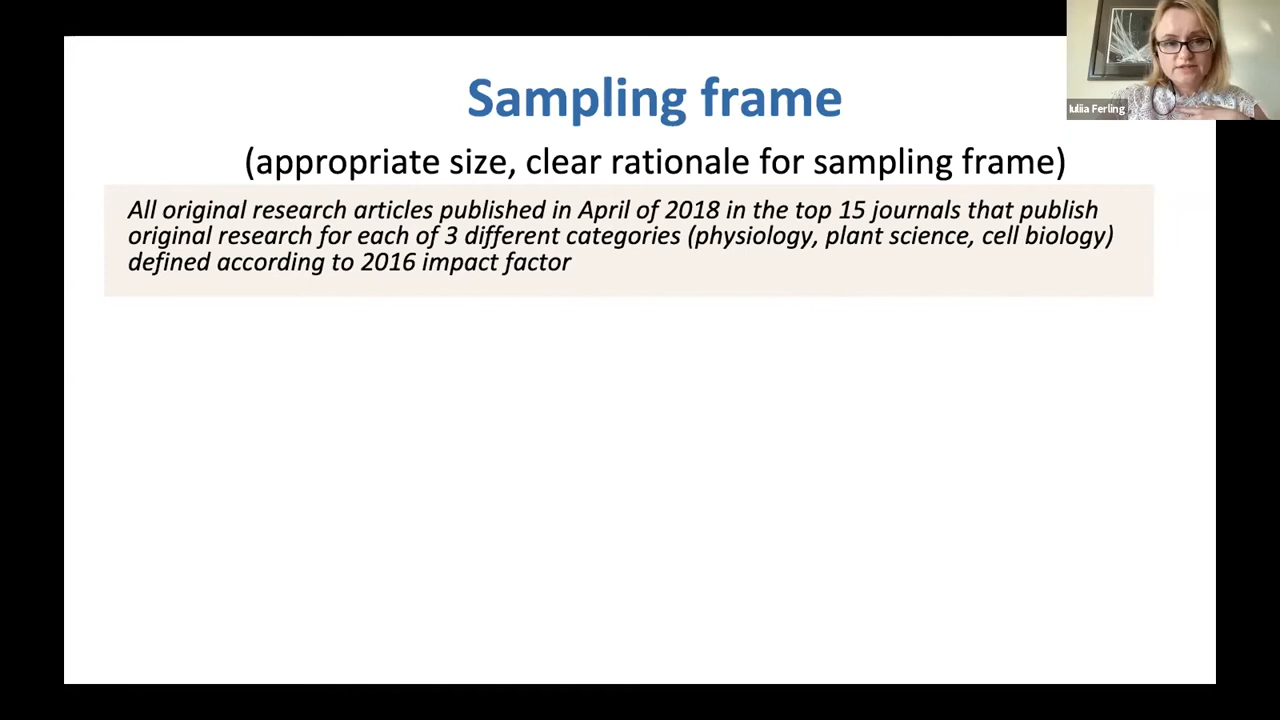 Sampling frame
(appropriate size, clear rationale for sampling frame)
All original research articles published in April of 2018 in the top 15 journals that publish
original research for each of 3 different categories (physiology, plant science, cell biology)
defined according to 2016 impact factor
Iuliia Ferling